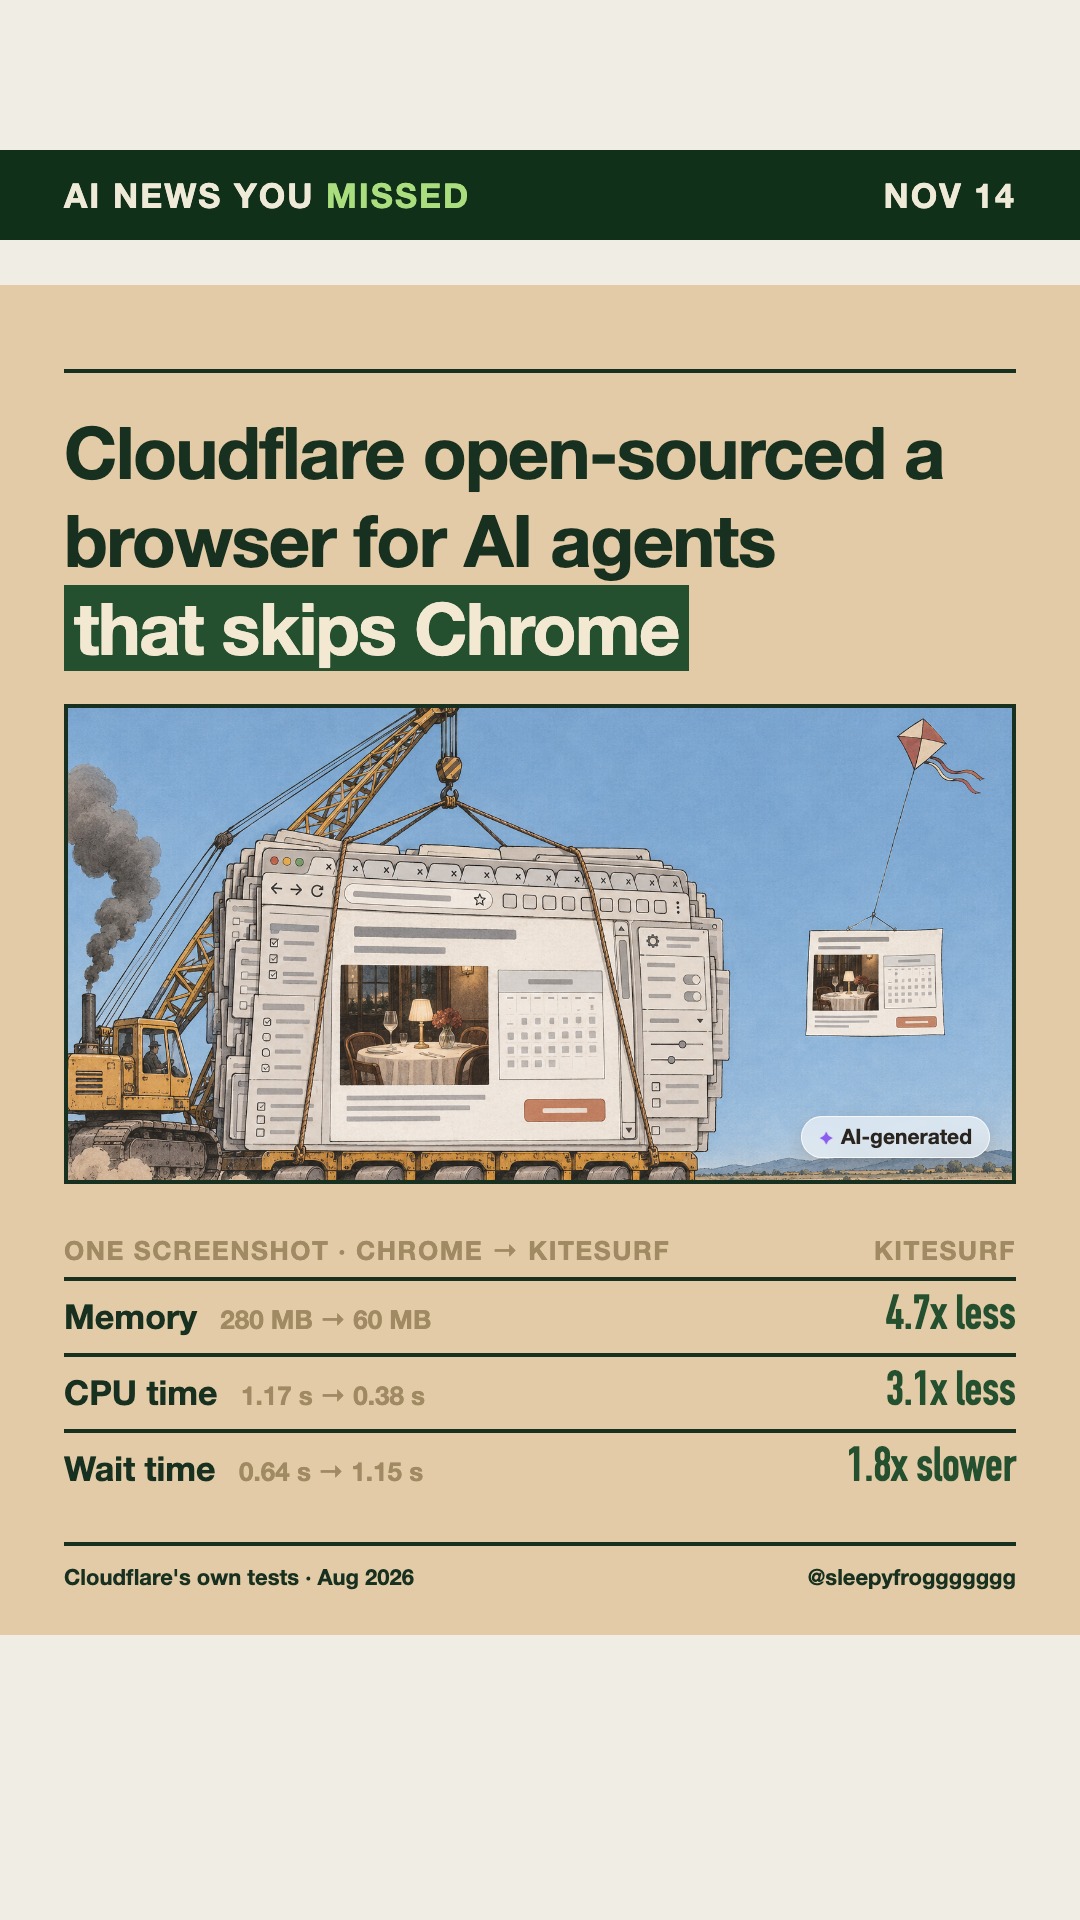 AI NEWS YOU MISSED
NOV 14
Cloudflare open-sourced a
browser for AI agents
that skips Chrome
✦ AI-generated
ONE SCREENSHOT · CHROME → KITESURF
KITESURF
Memory 280 MB → 60 MB
4.7x less
CPU time 1.17 s → 0.38 s
3.1x less
Wait time 0.64 s → 1.15 s
1.8x slower
Cloudflare's own tests · Aug 2026
@sleepyfroggggggg